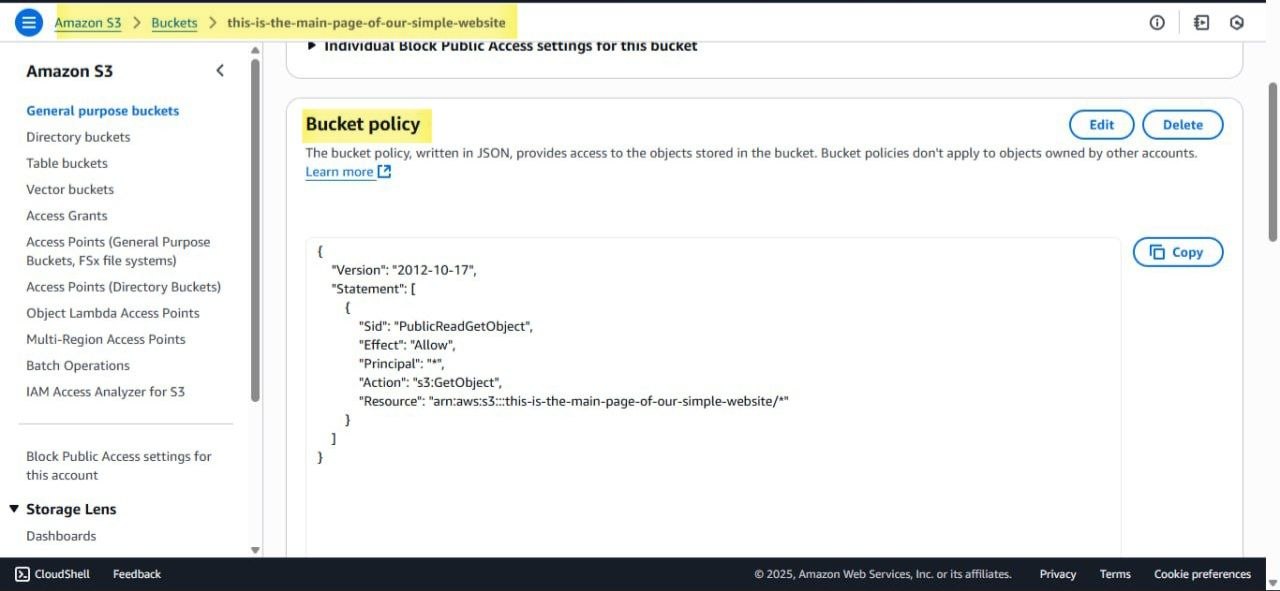 Amazon S3 > Buckets > this-is-the-main-page-of-our-simple-website
Individual Block Public Access settings for this bucket
Amazon S3
General purpose buckets
Directory buckets
Table buckets
Vector buckets
Access Grants
Access Points (General Purpose
Buckets, FSx file systems)
Access Points (Directory Buckets)
Object Lambda Access Points
Multi-Region Access Points
Batch Operations
IAM Access Analyzer for S3
Block Public Access settings for
this account
Storage Lens
Dashboards
Bucket policy
Edit
Delete
The bucket policy, written in JSON, provides access to the objects stored in the bucket. Bucket policies don't apply to objects owned by other accounts.
Learn more
Copy
{
"Version": "2012-10-17",
"Statement": [
{
"Sid": "PublicReadGetObject",
"Effect": "Allow",
"Principal": "*",
"Action": "s3:GetObject",
"Resource": "arn:aws:s3:::this-is-the-main-page-of-our-simple-website/*"
}
]
}
CloudShell
Feedback
© 2025, Amazon Web Services, Inc. or its affiliates.
Privacy
Terms
Cookie preferences